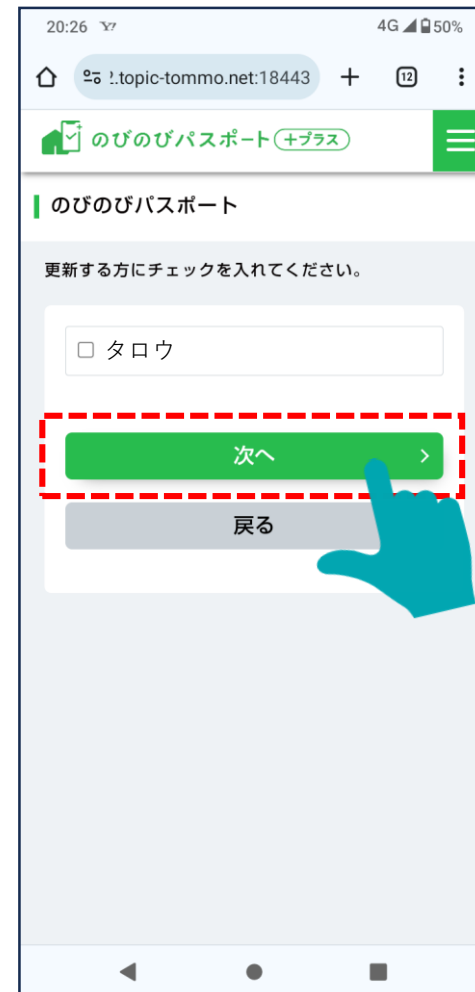 20:26
4G 50%
2.topic-tommo.net:18443
12
のびのびパスポート +プラス
のびのびパスポート
更新する方にチェックを入れてください。
タロウ
次へ
戻る